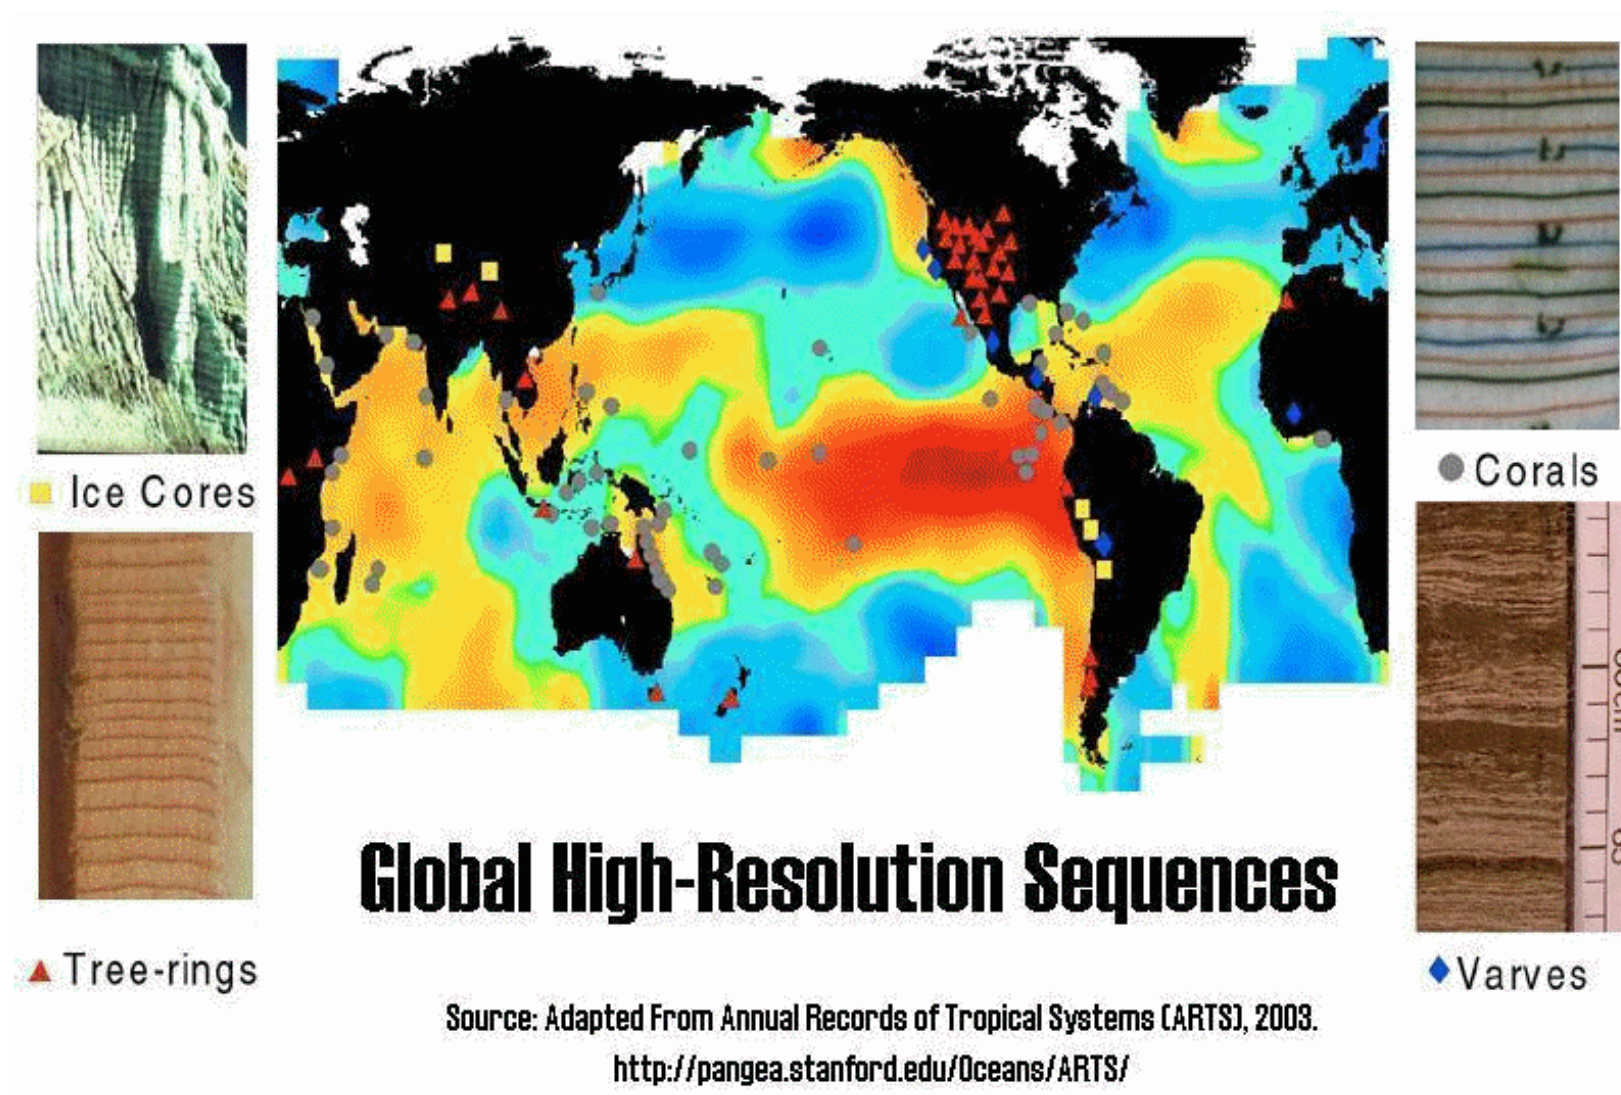 Ice Cores
Corals
Global High-Resolution Sequences
Tree-rings
Varves
Source: Adapted From Annual Records of Tropical Systems (ARTS), 2003.
http://pangea.stanford.edu/Oceans/ARTS/